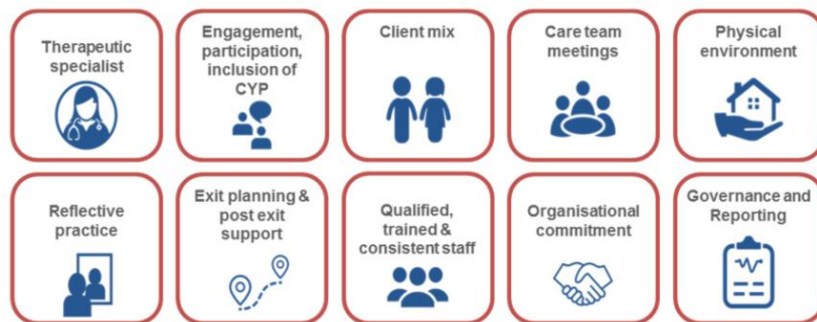 Therapeutic
specialist
Engagement,
participation,
inclusion of
CYP
Client mix
Care team
meetings
Physical
environment
Reflective
practice
Exit planning &
post exit
support
Qualified,
trained &
consistent staff
Organisational
commitment
Governance and
Reporting